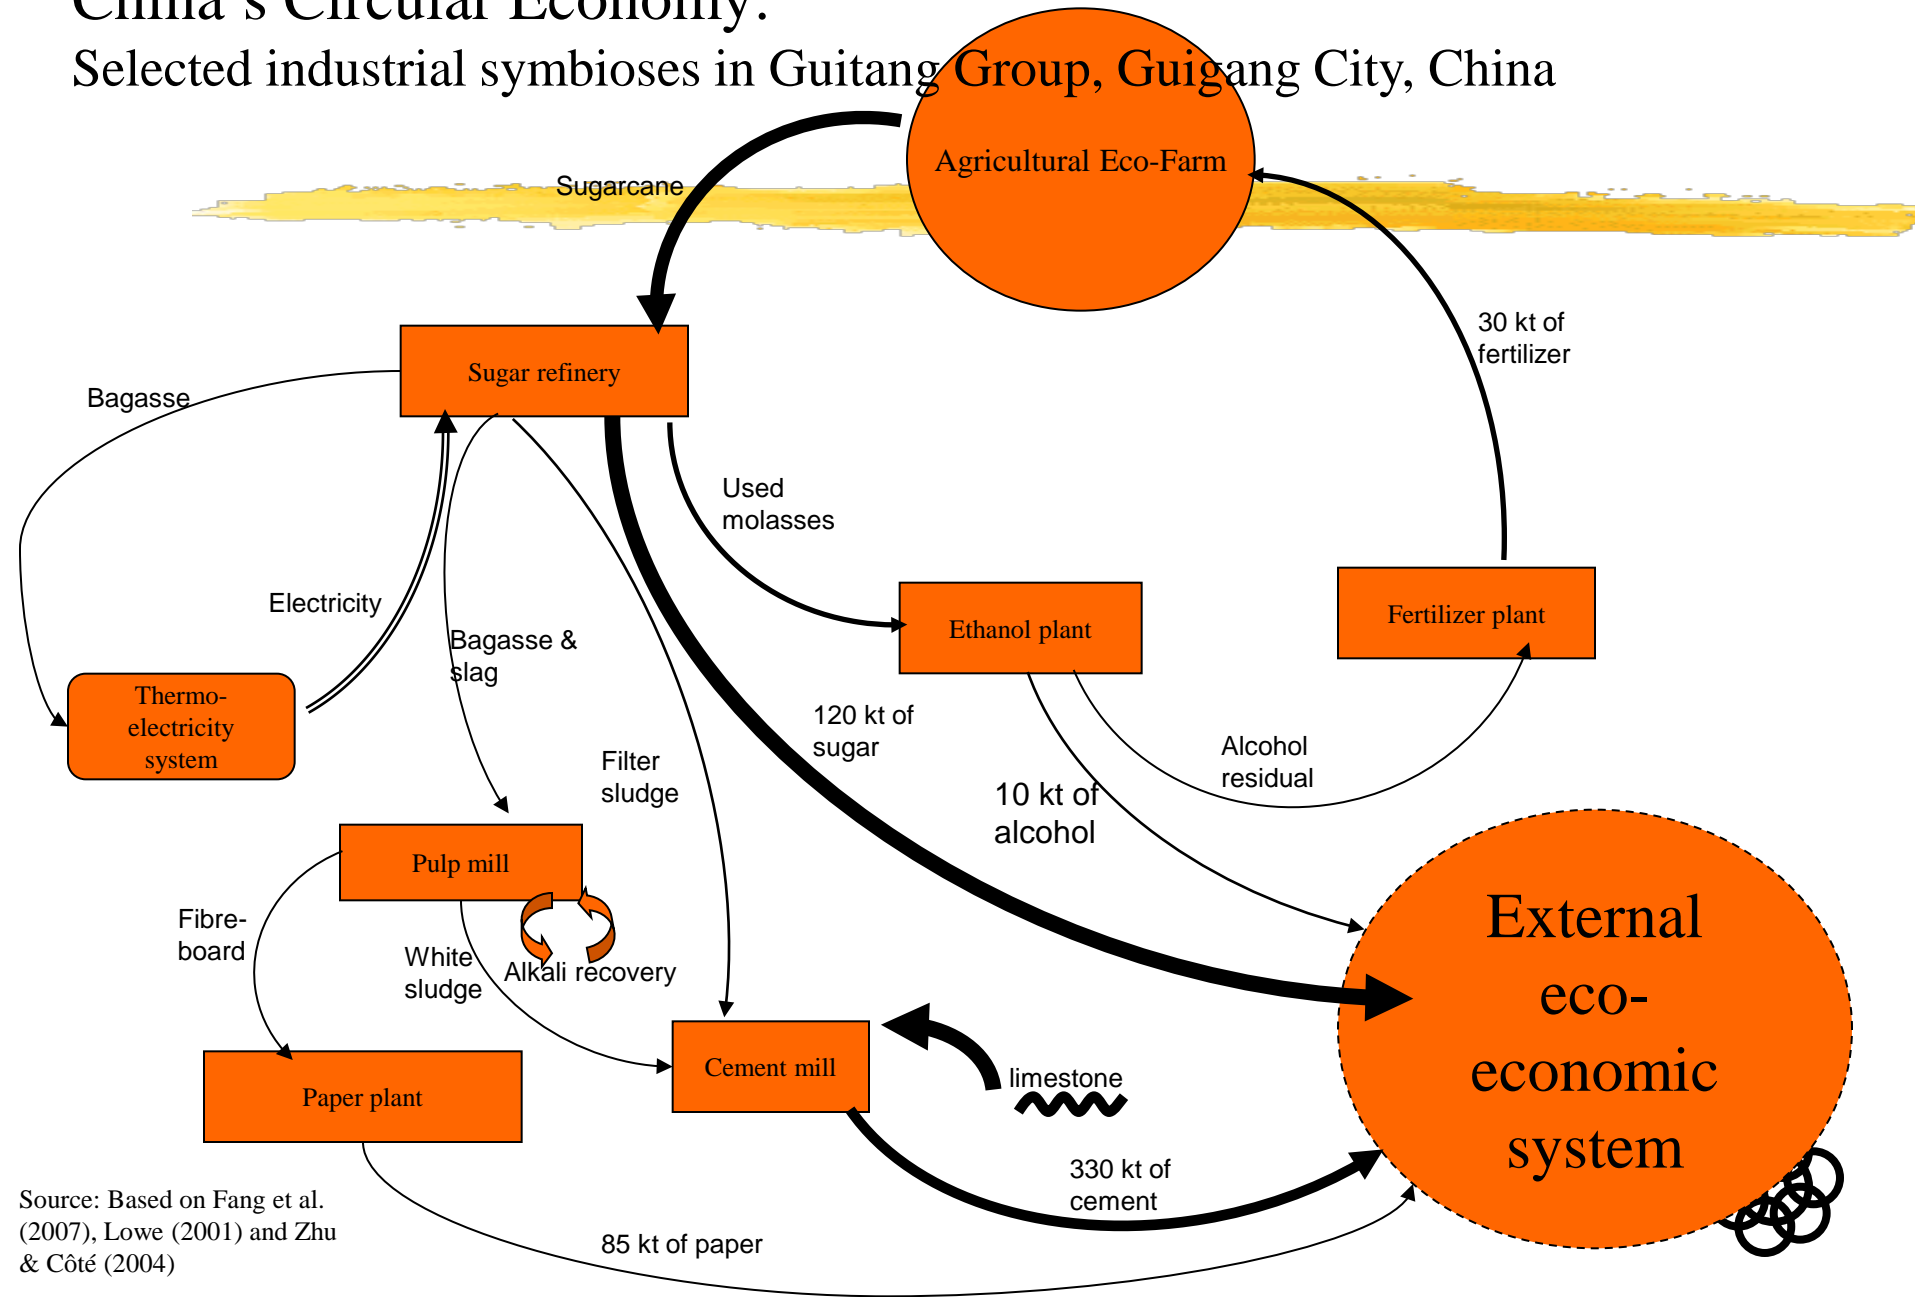 China's Circular Economy:
Selected industrial symbioses in Guitang Group, Guigang City, China
Agricultural Eco-Farm
Sugarcane
30 kt of
fertilizer
Sugar refinery
Bagasse
Used
molasses
Electricity
Bagasse &
slag
Ethanol plant
Fertilizer plant
Thermo-
electricity
system
120 kt of
sugar
Filter
sludge
10 kt of
alcohol
Alcohol
residual
Pulp mill
Fibre-
board
White
sludge
Alkali recovery
External
eco-
economic
system
Cement mill
limestone
Paper plant
330 kt of
cement
85 kt of paper
Source: Based on Fang et al.
(2007), Lowe (2001) and Zhu
& Côté (2004)